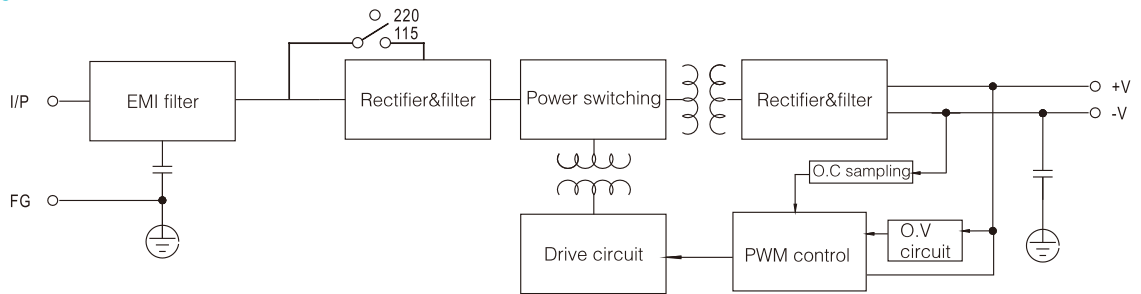 220
115
I/P
EMI filter
Rectifier&filter
Power switching
Rectifier&filter
+V
-V
O.C sampling
FG
Drive circuit
PWM control
O.V
circuit